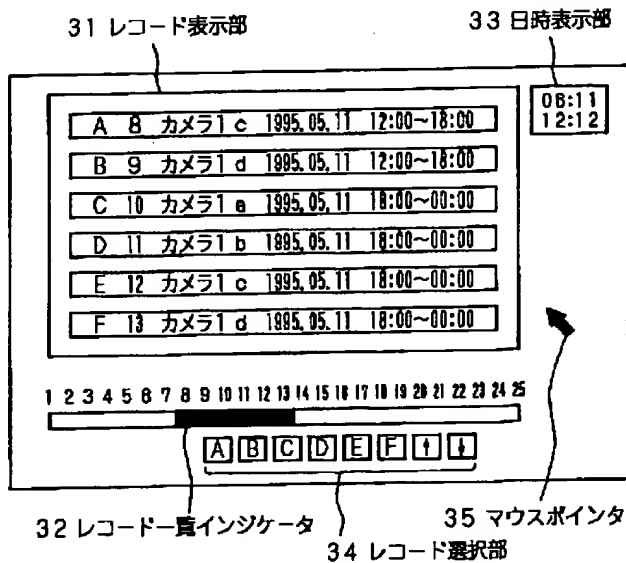 31 レコード表示部
33 日時表示部
08:11
12:12
A 8 カメラ1 c 1995.05.11 12:00~18:00
B 9 カメラ1 d 1995.05.11 12:00~18:00
C 10 カメラ1 a 1995.05.11 18:00~00:00
D 11 カメラ1 b 1995.05.11 18:00~00:00
E 12 カメラ1 c 1995.05.11 18:00~00:00
F 13 カメラ1 d 1995.05.11 18:00~00:00
1 2 3 4 5 6 7 8 9 10 11 12 13 14 15 16 17 18 19 20 21 22 23 24 25
A B C D E F ↑ ↓
32 レコード一覧インジケータ
35 マウスポインタ
34 レコード選択部